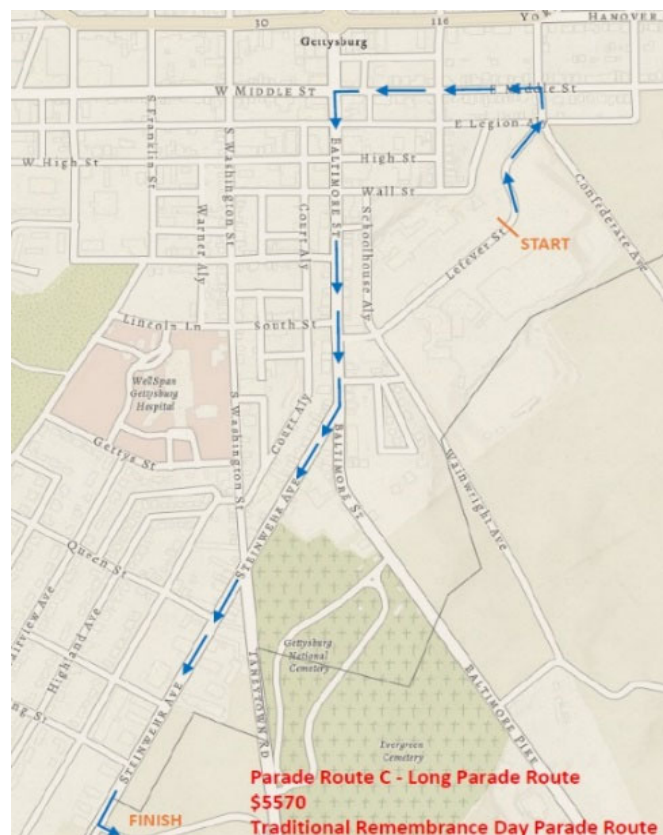 30
116
HANOVER
Gettysburg
W MIDDLE ST
E Middle St
E Legion Aly
S Franklin St
S Washington St
W High St
High St
BALTIMORE ST
Wall St
Confederate Ave
Warner Aly
Court Aly
Schoolhouse Aly
START
Lefever St
Lincoln Ln
South St
WellSpan
Gettysburg
Hospital
S Washington St
Court Aly
Gettys St
BALTIMORE ST
Wainwright Ave
STEINWEHR AVE
Queen St
Highland Ave
Gettysburg
National
Cemetery
TANEYTOWN RD
BALTIMORE PIKE
STEINWEHR AVE
Evergreen
Cemetery
Parade Route C - Long Parade Route
$5570
Traditional Remembrance Day Parade Route
FINISH